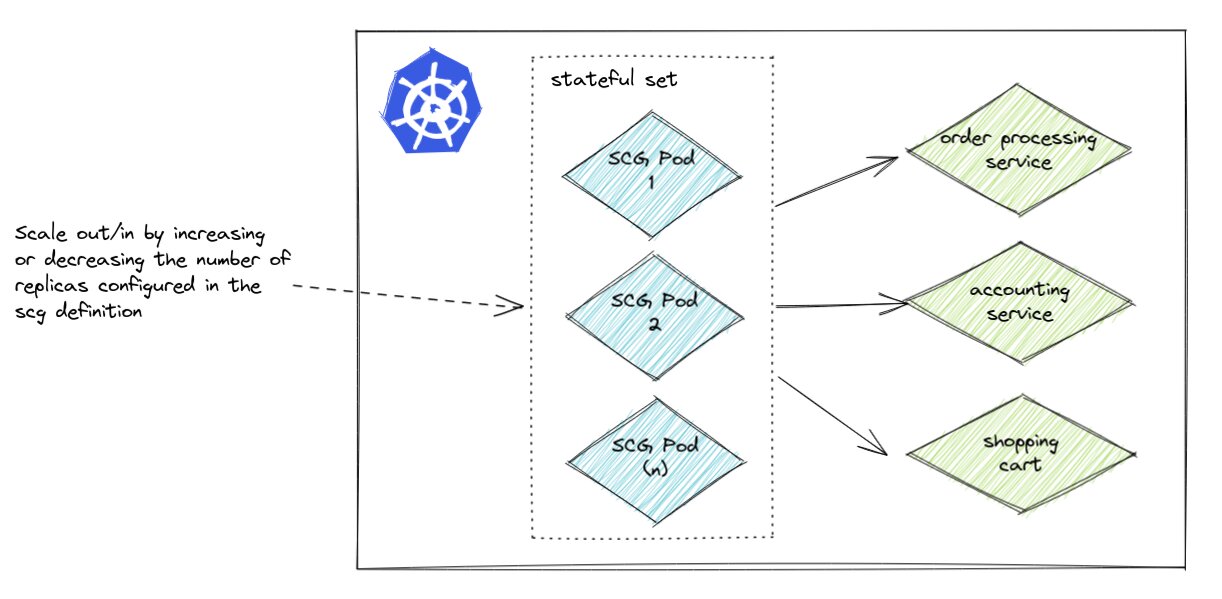 stateful set
SCG Pod
1
SCG Pod
2
SCG Pod
(n)
order processing
service
accounting
service
shopping
cart
Scale out/in by increasing
or decreasing the number of
replicas configured in the
scg definition